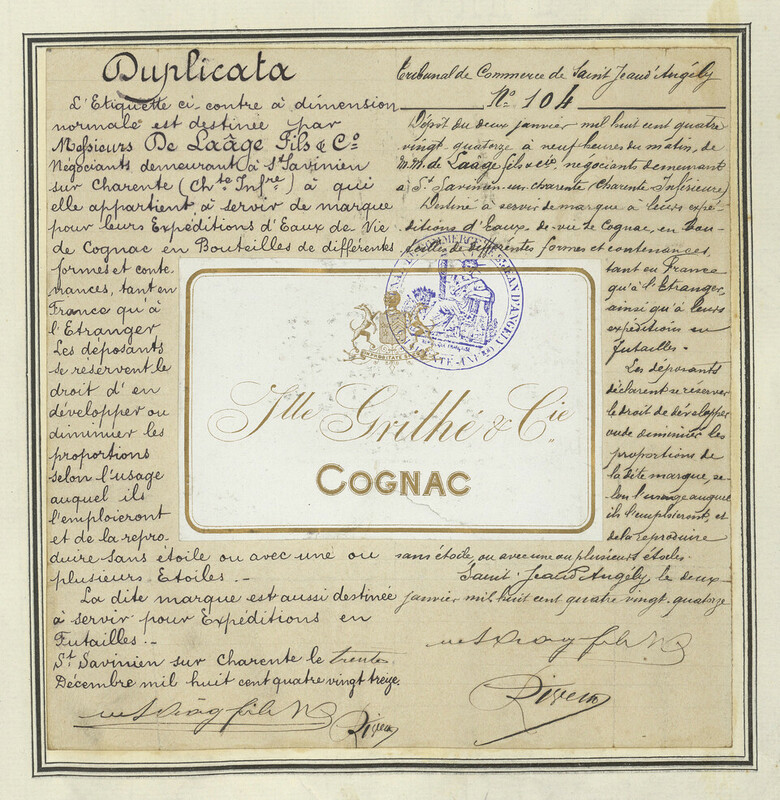 Duplicata
L'Etiquette ci-contre à dimension
normale est destinée par
Messieurs De Laâge Fils & Cº
Négociants demeurant à St Savinien
sur Charente (Chte Infre) à qui
elle appartient, à servir de marque
pour leurs Expéditions d'Eaux de Vie
de Cognac en Bouteilles de différentes
formes et conte
nances, tant en
France qu'à
l'Etranger
Les déposants
se réservent le
droit d'en
développer ou
diminuer les
proportions
selon l'usage
auquel ils
l'emploieront
et de la repro
duire sans étoile ou avec une ou
plusieurs Etoiles.-
La dite marque est aussi destinée
à servir pour Expéditions en
Futailles.-
St Savinien sur Charente le trente
Décembre mil huit cent quatre vingt treize.
Tribunal de Commerce de Saint Jean d'Angély
Nº 104
Dépôt du deux janvier mil huit cent quatre
vingt quatorze à neuf heures du matin, de
M.M. de Laâge fils & Cie, négociants demeurant
à St Savinien-sur-charente (Charente Inférieure)
Destiné à servir de marque à leurs expé-
ditions d'Eaux-de-vie de Cognac, en Bou-
teilles de différentes formes et contenances,
tant en France
qu'à l'Etranger,
ainsi qu'à leurs
expéditions en
Futailles.-
Les déposants
déclarent se réserver
le droit de développer
ou de diminuer les
proportions de
la dite marque, se-
lon l'usage auquel
ils l'emploieront, et
de la reproduire
sans étoile, ou avec une ou plusieurs étoiles.
Saint-Jean d'Angély, le deux
janvier mil huit cent quatre vingt-quatorze
Jlle Grithé & Cie
COGNAC